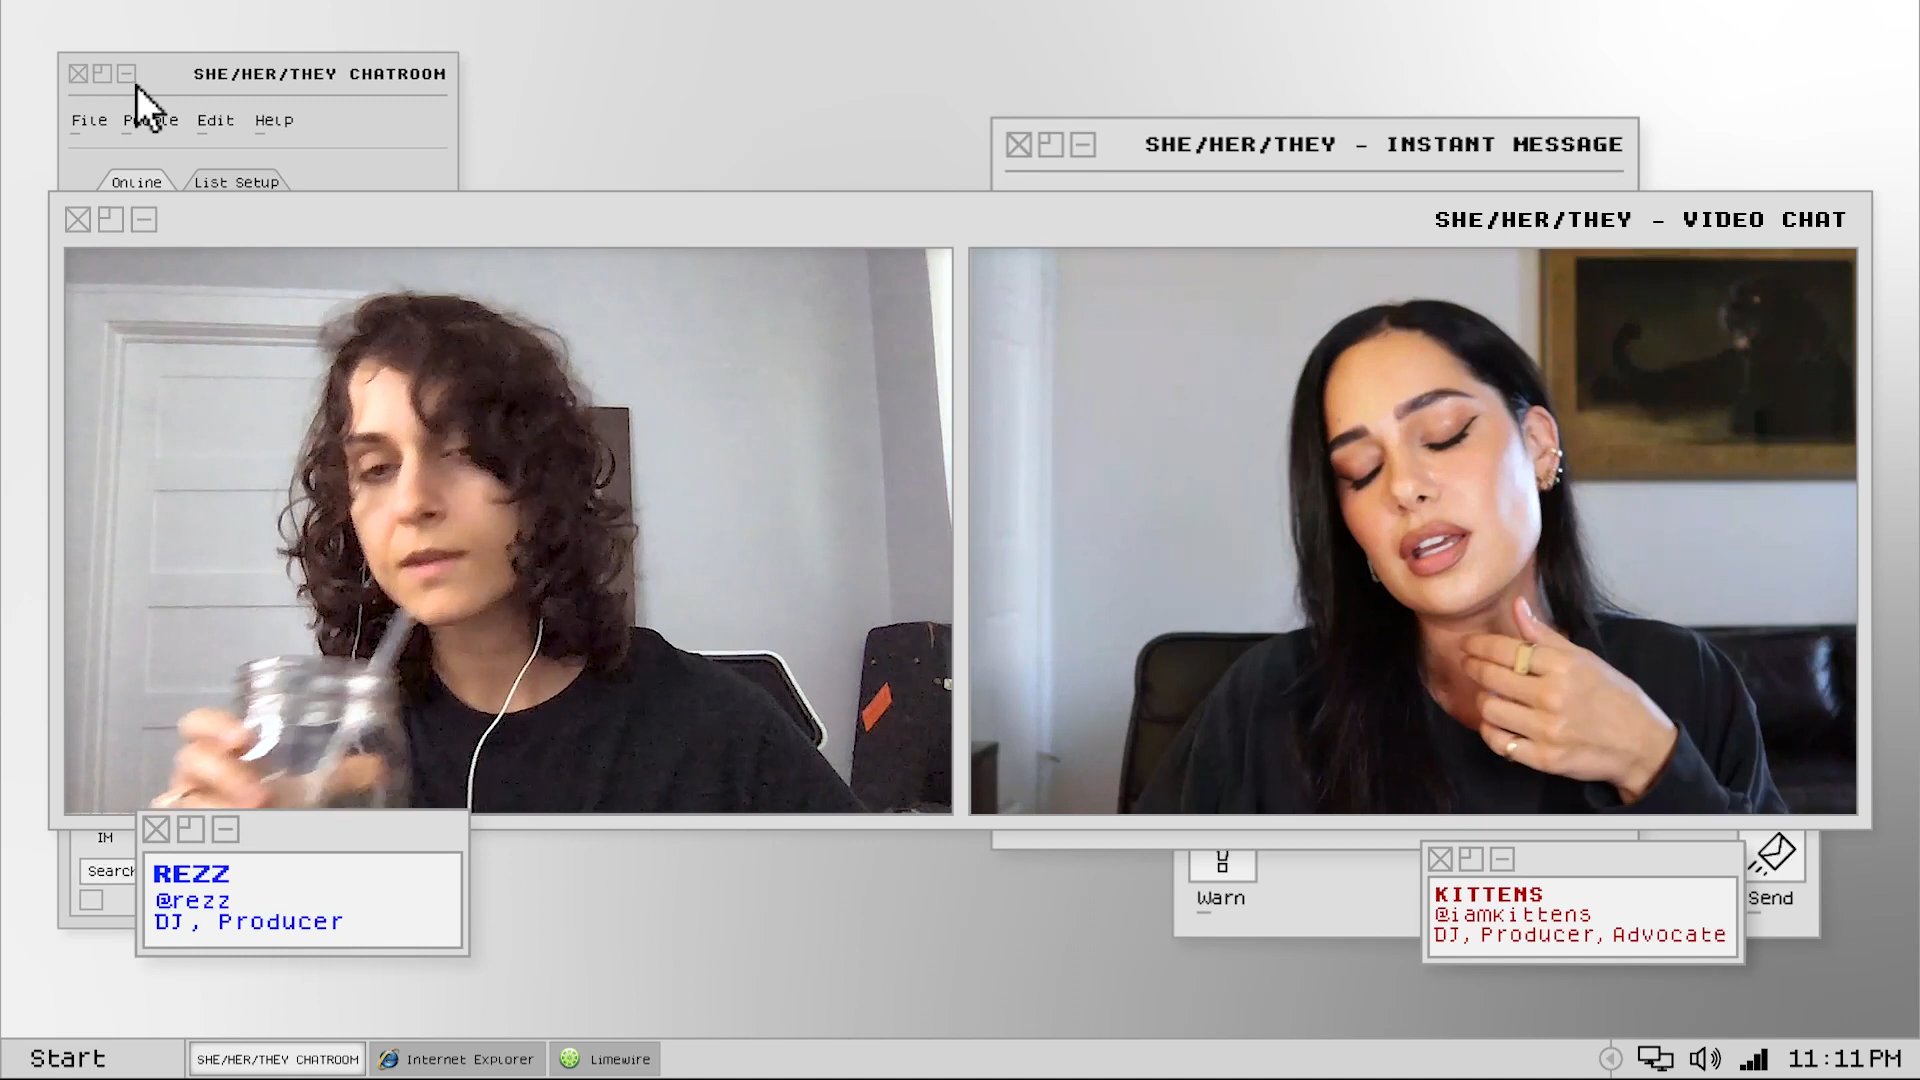 SHE/HER/THEY CHATROOM
File People Edit Help
Online List Setup
SHE/HER/THEY - INSTANT MESSAGE
SHE/HER/THEY - VIDEO CHAT
IM
Search
REZZ
@rezz
DJ, Producer
Warn
Send
KITTENS
@iamkittens
DJ, Producer, Advocate
Start
SHE/HER/THEY CHATROOM
Internet Explorer
Limewire
11:11PM